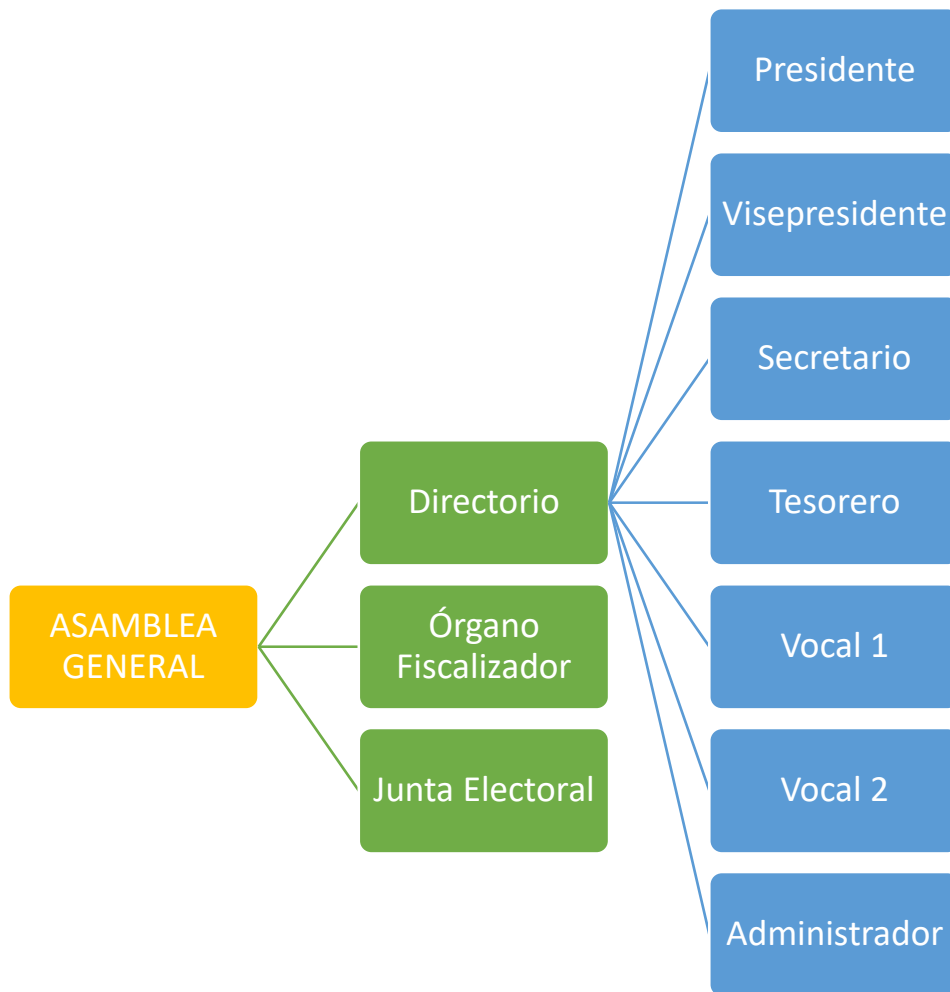 ASAMBLEA
GENERAL
Directorio
Órgano
Fiscalizador
Junta Electoral
Presidente
Visepresidente
Secretario
Tesorero
Vocal 1
Vocal 2
Administrador